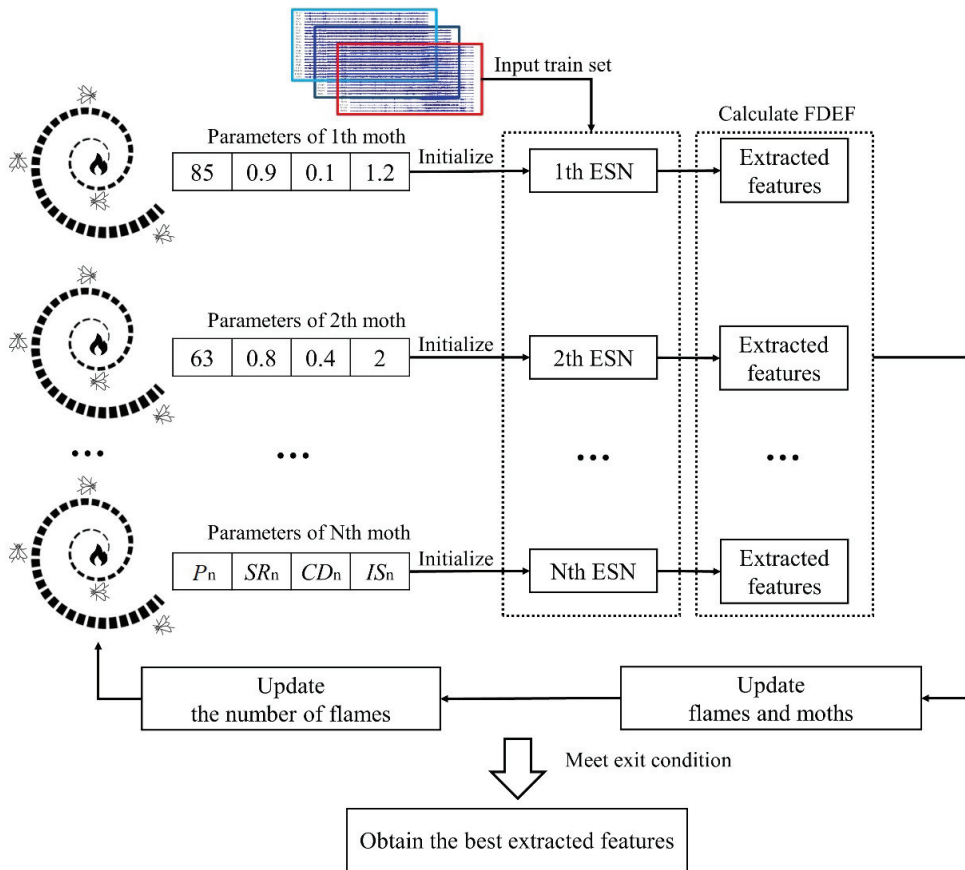 Input train set
Calculate FDEF
Parameters of 1th moth
85 0.9 0.1 1.2
Initialize
1th ESN
Extracted
features
Parameters of 2th moth
63 0.8 0.4 2
Initialize
2th ESN
Extracted
features
...
...
...
...
Parameters of Nth moth
Pn SRn CDn ISn
Initialize
Nth ESN
Extracted
features
Update
the number of flames
Update
flames and moths
Meet exit condition
Obtain the best extracted features